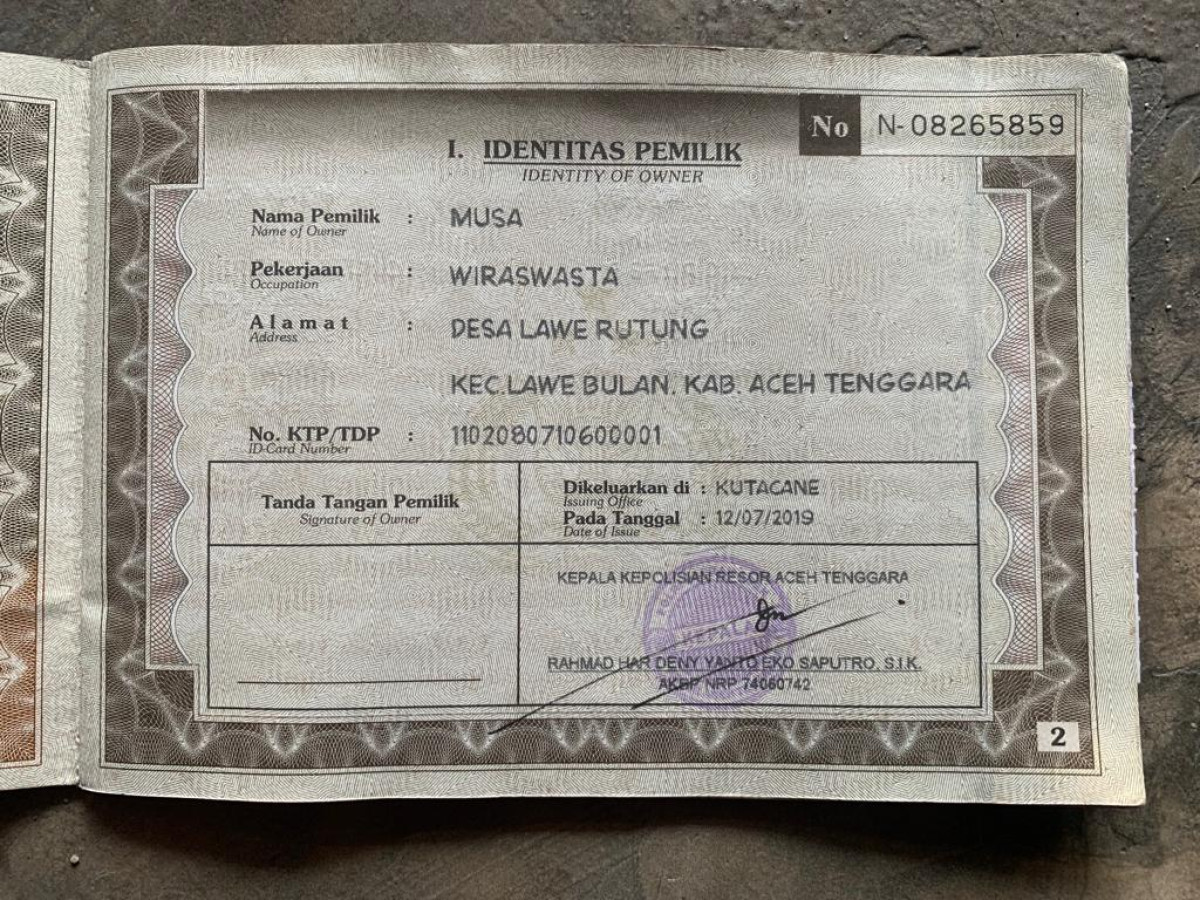 No N-08265859
I. IDENTITAS PEMILIK
IDENTITY OF OWNER
Nama Pemilik : MUSA
Name of Owner
Pekerjaan : WIRASWASTA
Occupation
Alamat : DESA LAWE RUTUNG
Address
KEC.LAWE BULAN. KAB. ACEH TENGGARA
No. KTP/TDP : 1102080710600001
ID Card Number
Tanda Tangan Pemilik
Signature of Owner
Dikeluarkan di : KUTACANE
Issuing Office
Pada Tanggal : 12/07/2019
Date of Issue
KEPALA KEPOLISIAN RESOR ACEH TENGGARA
KEPALA
RAHMAD HAR DENY YANTO EKO SAPUTRO, S.I.K.
AKBP NRP 74060742
2